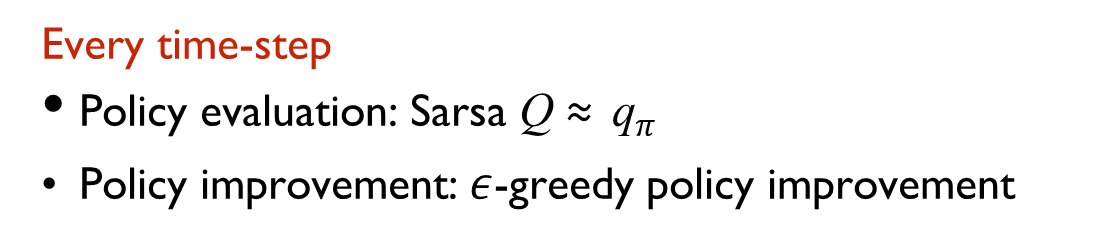 Every time-step
• Policy evaluation: Sarsa Q ≈ qπ
• Policy improvement: ϵ-greedy policy improvement